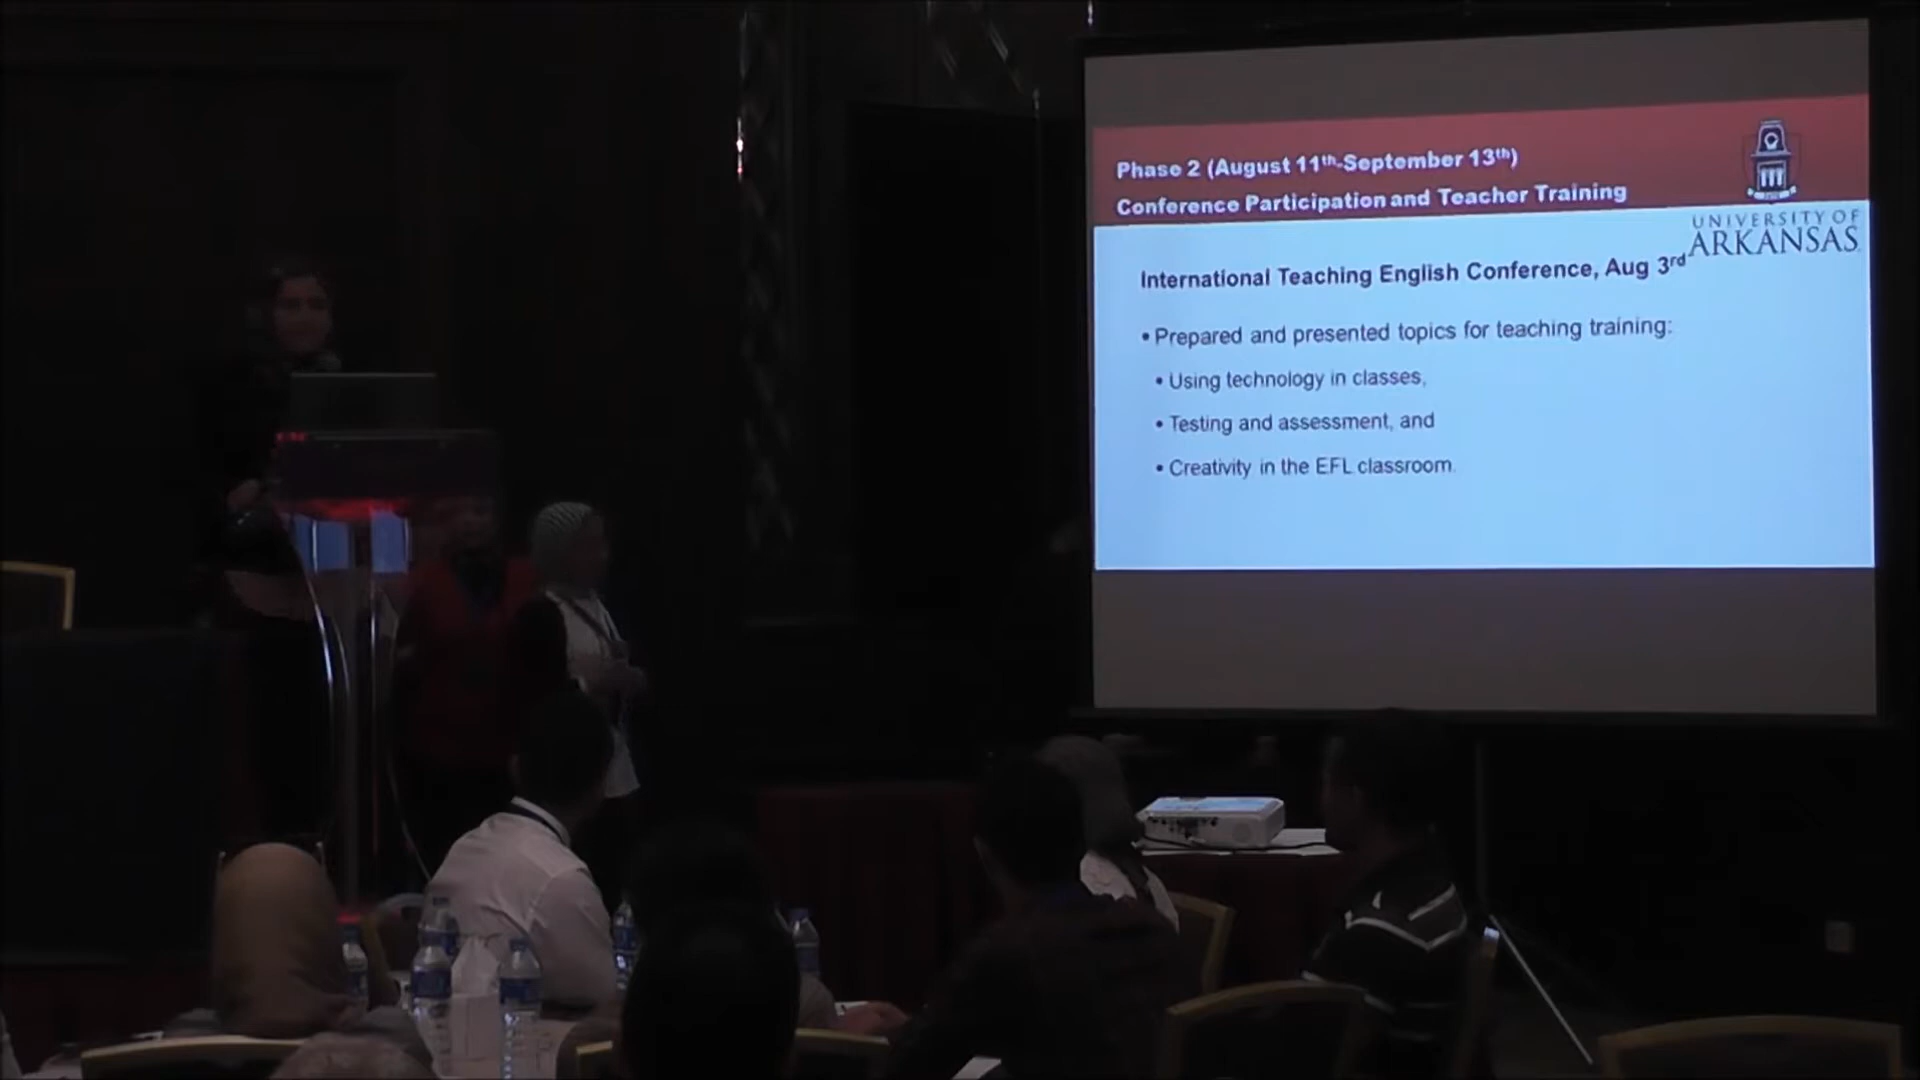 Phase 2 (August 11th-September 13th)
Conference Participation and Teacher Training
UNIVERSITY OF
ARKANSAS
International Teaching English Conference, Aug 3rd
• Prepared and presented topics for teaching training:
• Using technology in classes,
• Testing and assessment, and
• Creativity in the EFL classroom.